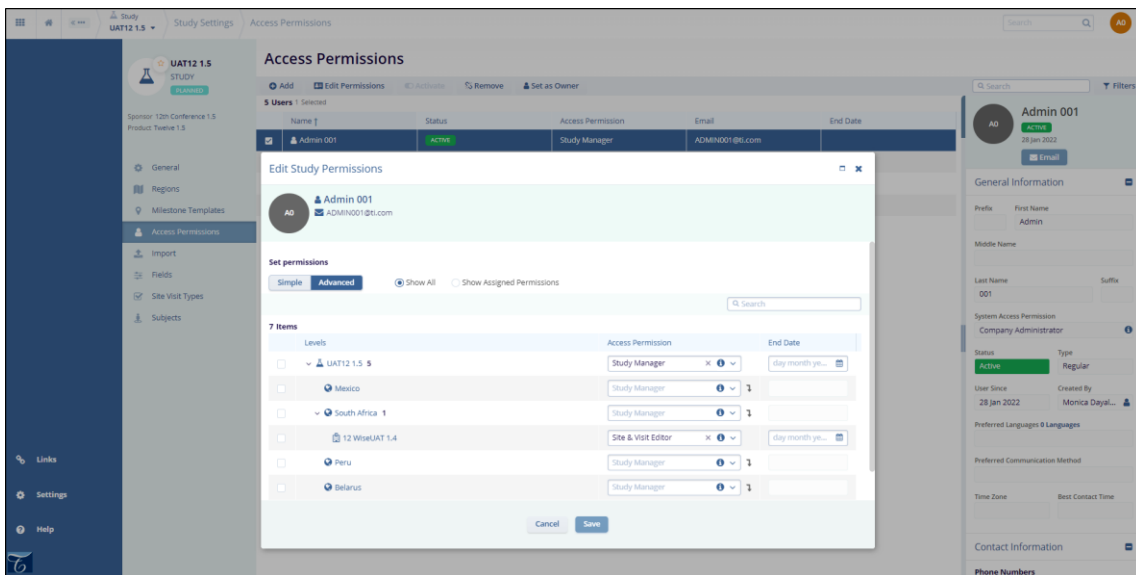 Study
UAT12 1.5
Study Settings
Access Permissions
Search
A0
UAT12 1.5
STUDY
PLANNED
Sponsor 12th Conference 1.5
Product Twelve 1.5
General
Regions
Milestone Templates
Access Permissions
Import
Fields
Site Visit Types
Subjects
Links
Settings
Help
Access Permissions
Add Edit Permissions Activate Remove Set as Owner
Search
Filters
5 Users 1 Selected
Name Status Access Permission Email End Date
Admin 001 ACTIVE Study Manager ADMIN001@ti.com
Edit Study Permissions
A0
Admin 001
ADMIN001@ti.com
Set permissions
Simple Advanced Show All Show Assigned Permissions
Search
7 Items
Levels Access Permission End Date
UAT12 1.5 5 Study Manager day month ye...
Mexico Study Manager
South Africa 1 Study Manager
12 WiseUAT 1.4 Site & Visit Editor day month ye...
Peru Study Manager
Belarus Study Manager
Cancel Save
A0
Admin 001
ACTIVE
28 Jan 2022
Email
General Information
Prefix First Name
Admin
Middle Name
Last Name Suffix
001
System Access Permission
Company Administrator
Status Type
Active Regular
User Since Created By
28 Jan 2022 Monica Dayal...
Preferred Languages 0 Languages
Preferred Communication Method
Time Zone Best Contact Time
Contact Information
Phone Numbers